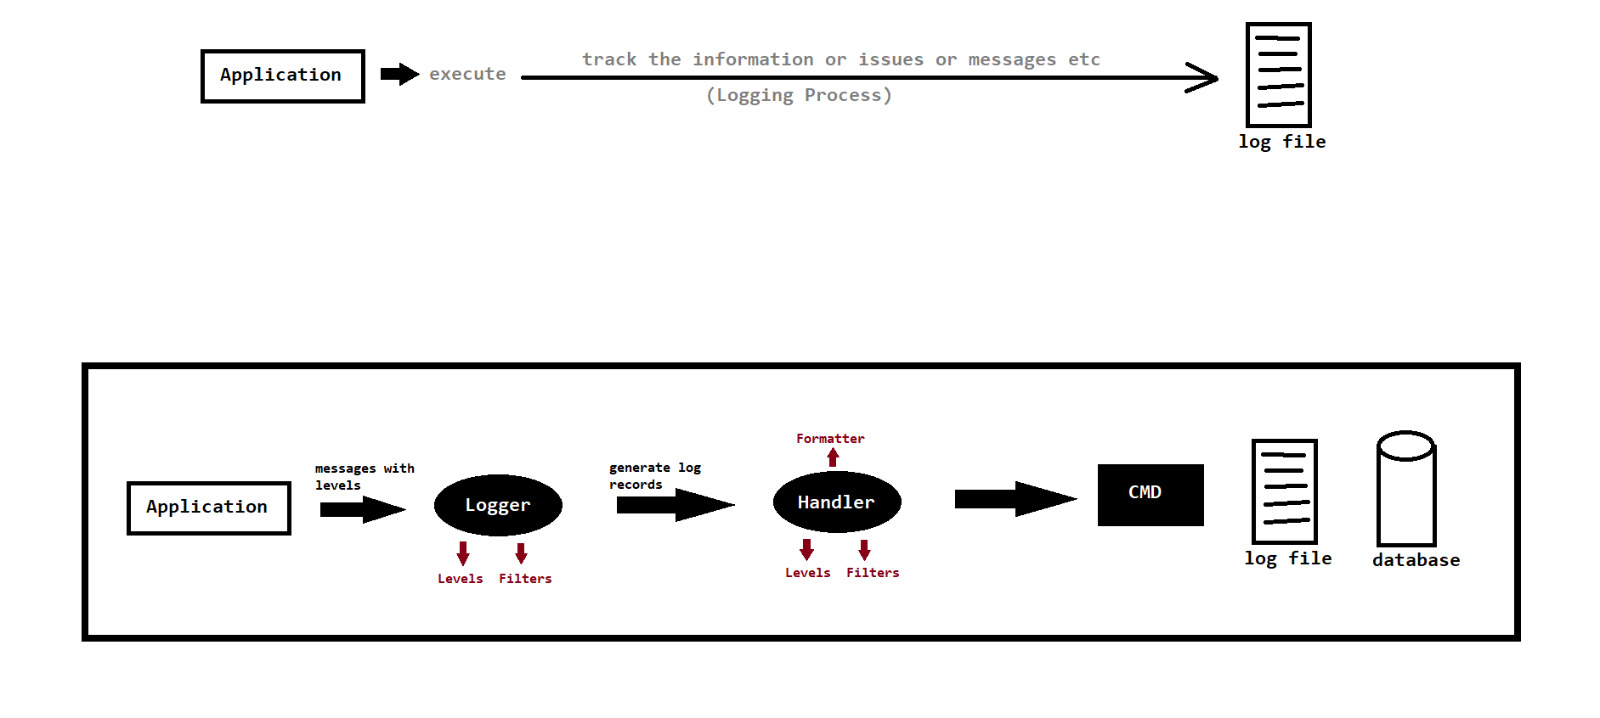 Application
execute
track the information or issues or messages etc
(Logging Process)
log file
Formatter
messages with
levels
generate log
records
Application
Logger
Handler
CMD
Levels
Filters
Levels
Filters
log file
database